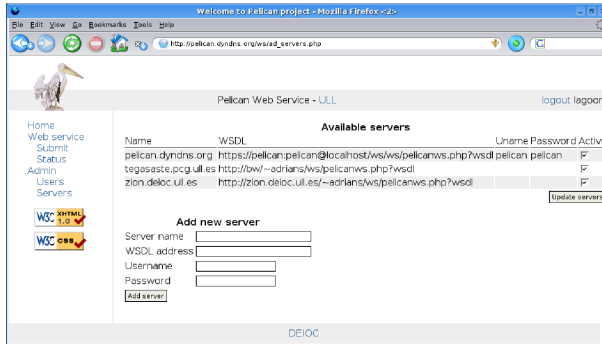 Welcome to Pelican project - Mozilla Firefox <2>
File Edit View Go Bookmarks Tools Help
http://pelican.dyndns.org/ws/ad_servers.php
Pelican Web Service - ULL
logout lagoon
Home
Web service
Submit
Status
Admin
Users
Servers
W3C XHTML 1.0
W3C css
Available servers
Name WSDL Uname Password Activ
pelican.dyndns.org https://pelican:pelican@localhost/ws/ws/pelicanws.php?wsdl pelican pelican
tegasaste.pcg.ull.es http://bw/~adrians/ws/pelicanws.php?wsdl
zion.deioc.ull.es http://zion.deioc.ull.es/~adrians/ws/pelicanws.php?wsdl
Update servers
Add new server
Server name
WSDL address
Username
Password
Add server
DEIOC